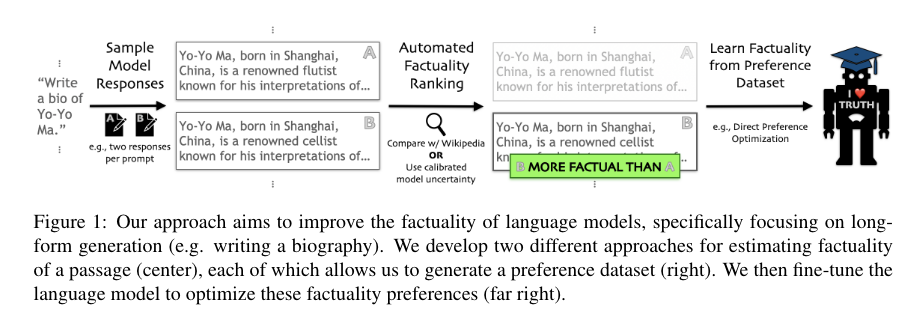 “Write
a bio of
Yo-Yo
Ma.”
Sample
Model
Responses
A
B
e.g., two responses
per prompt
A
Yo-Yo Ma, born in Shanghai,
China, is a renowned flutist
known for his interpretations of...
B
Yo-Yo Ma, born in Shanghai,
China, is a renowned cellist
known for his interpretations of...
Automated
Factuality
Ranking
Compare w/ Wikipedia
OR
Use calibrated
model uncertainty
A
Yo-Yo Ma, born in Shanghai,
China, is a renowned flutist
known for his interpretations of...
B
Yo-Yo Ma, born in Shanghai,
China, is a renowned cellist
B MORE FACTUAL THAN A
Learn Factuality
from Preference
Dataset
e.g., Direct Preference
Optimization
I ❤
TRUTH
Figure 1: Our approach aims to improve the factuality of language models, specifically focusing on long-
form generation (e.g. writing a biography). We develop two different approaches for estimating factuality
of a passage (center), each of which allows us to generate a preference dataset (right). We then fine-tune the
language model to optimize these factuality preferences (far right).